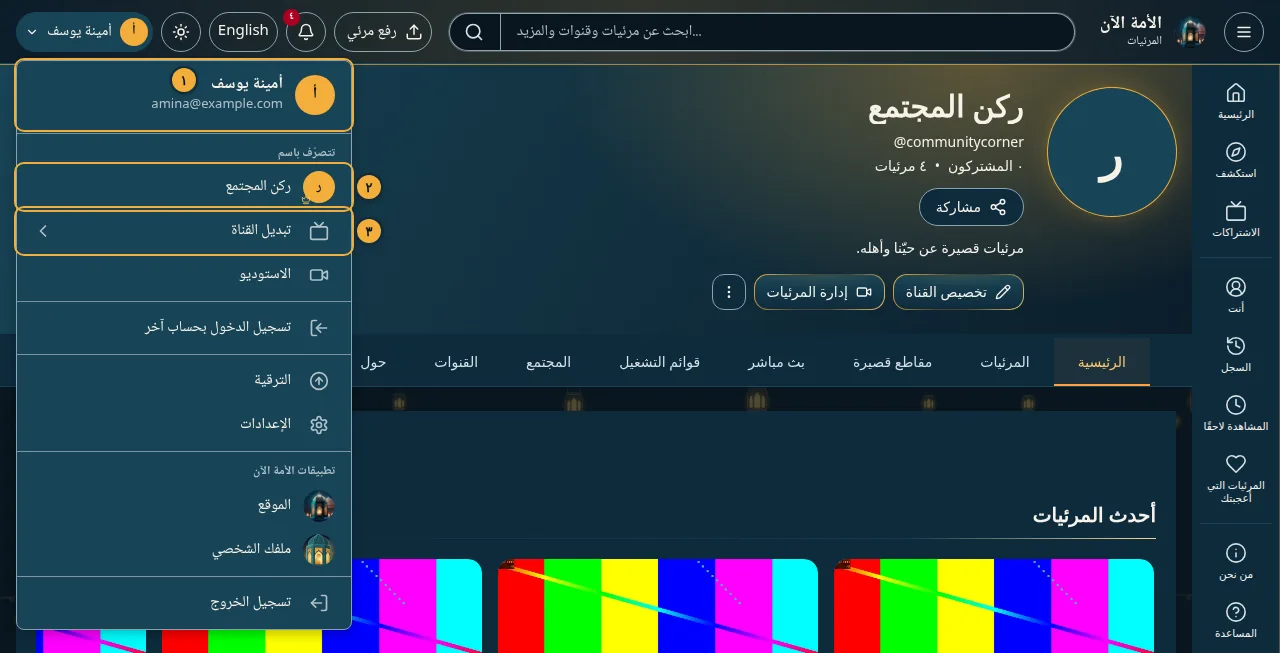 الأمة الآن
المرئيات
ابحث عن مرئيات وقنوات والمزيد...
رفع مرئي
٤
English
أ
أمينة يوسف
الرئيسية
استكشف
الاشتراكات
أنت
السجل
المشاهدة لاحقًا
المرئيات التي أعجبتك
من نحن
المساعدة
ر
ركن المجتمع
@communitycorner
٠ المشتركون • ٤ مرئيات
مشاركة
مرئيات قصيرة عن حيّنا وأهله.
تخصيص القناة
إدارة المرئيات
الرئيسية
المرئيات
مقاطع قصيرة
بث مباشر
قوائم التشغيل
المجتمع
القنوات
حول
أحدث المرئيات
أ
أمينة يوسف
١
amina@example.com
تتصرّف باسم
ر
ركن المجتمع
٢
تبديل القناة
٣
الاستوديو
تسجيل الدخول بحساب آخر
الترقية
الإعدادات
تطبيقات الأمة الآن
الموقع
ملفك الشخصي
تسجيل الخروج